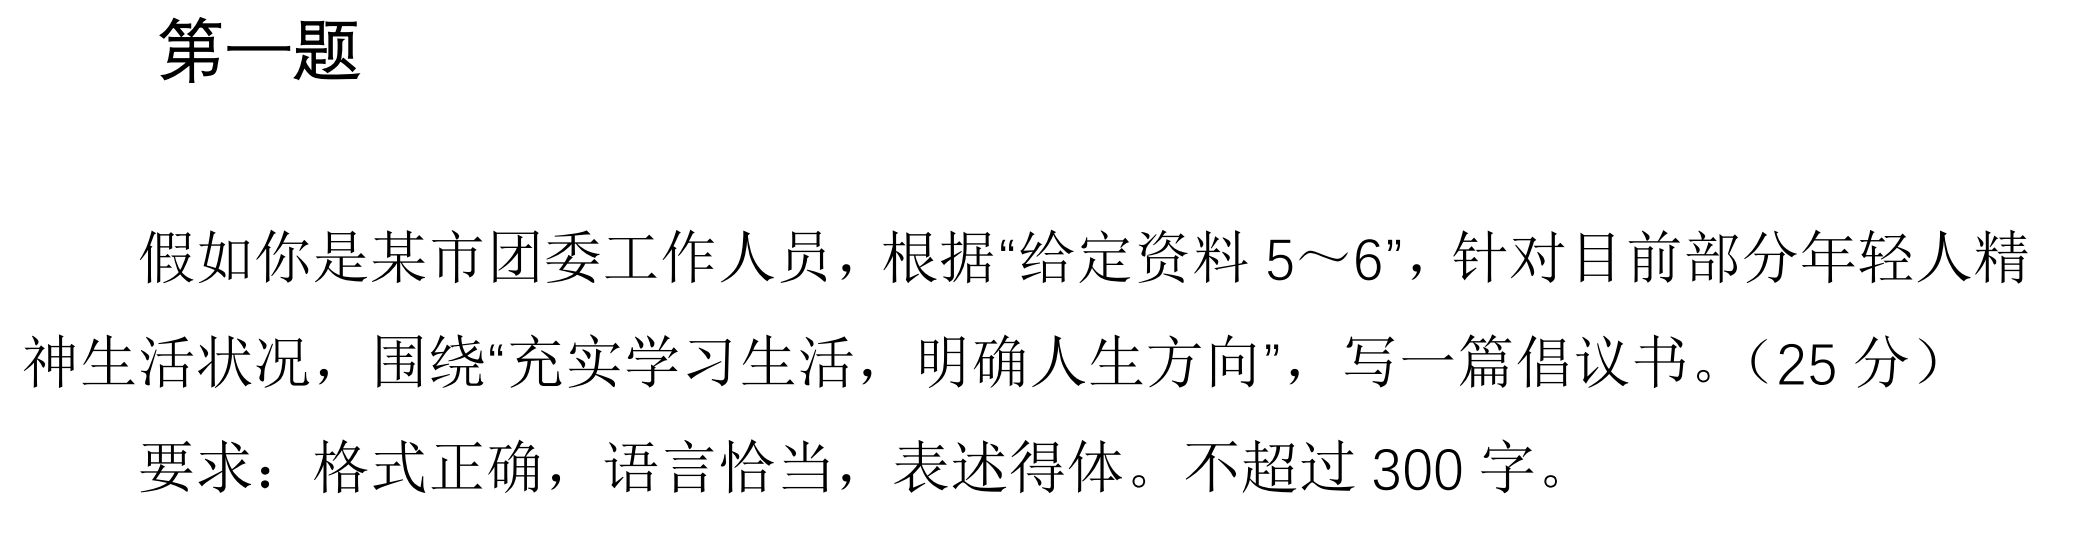 第一题
假如你是某市团委工作人员，根据“给定资料 5～6”，针对目前部分年轻人精
神生活状况，围绕“充实学习生活，明确人生方向”，写一篇倡议书。（25 分）
要求：格式正确，语言恰当，表述得体。不超过 300 字。